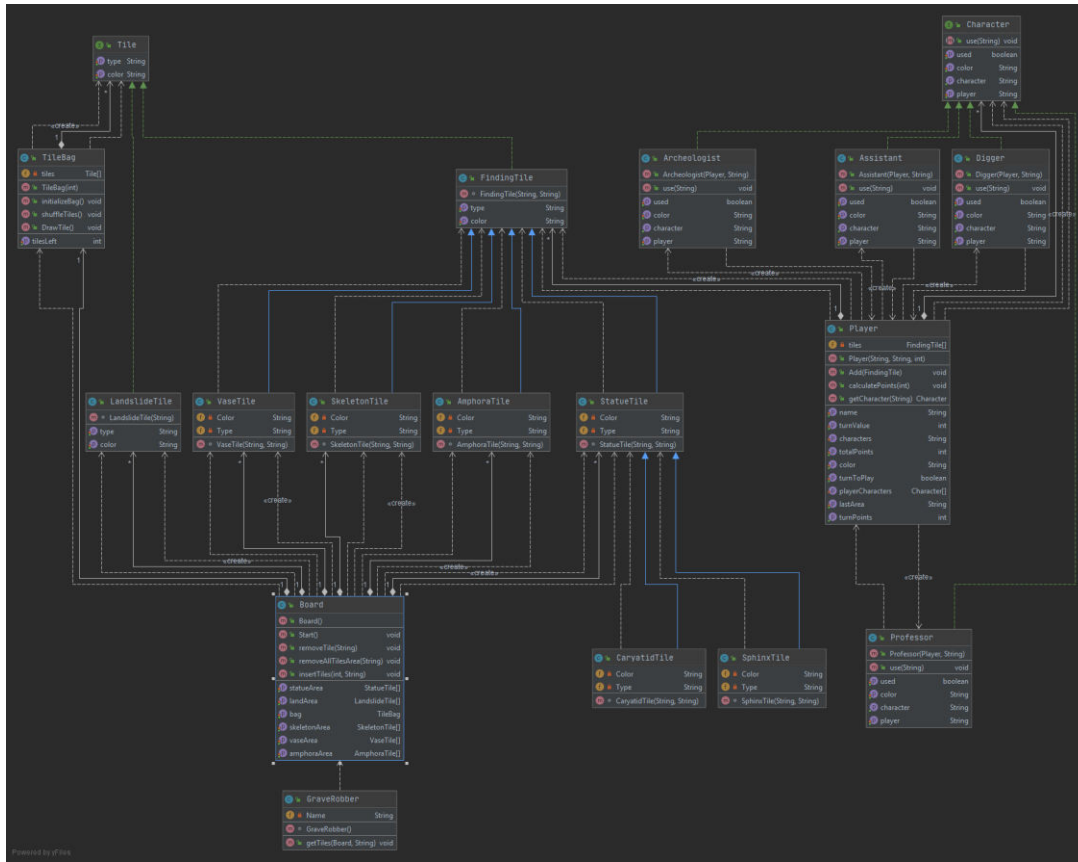 Tile
type String
color String
Character
use(String) void
used boolean
color String
character String
player String
«create»
TileBag
tiles Tile[]
TileBag(int)
initializeBag() void
shuffleTiles() void
DrawTile() void
tilesLeft int
FindingTile
FindingTile(String, String)
type String
color String
Archeologist
Archeologist(Player, String)
use(String) void
used boolean
color String
character String
player String
Assistant
Assistant(Player, String)
use(String) void
used boolean
color String
character String
player String
Digger
Digger(Player, String)
use(String) void
used boolean
color String
character String
player String
«create»
«create»
«create»
«create»
Player
tiles FindingTile[]
Player(String, String, int)
Add(FindingTile) void
calculatePoints(int) void
getCharacter(String) Character
name String
turnValue int
characters String
totalPoints int
color String
turnToPlay boolean
playerCharacters Character[]
lastArea String
turnPoints int
LandslideTile
LandslideTile(String)
type String
color String
VaseTile
Color String
Type String
VaseTile(String, String)
SkeletonTile
Color String
Type String
SkeletonTile(String, String)
AmphoraTile
Color String
Type String
AmphoraTile(String, String)
StatueTile
Color String
Type String
StatueTile(String, String)
«create»
«create»
«create»
«create»
«create»
«create»
Board
Board()
Start() void
removeTile(String) void
removeAllTilesArea(String) void
insertTiles(int, String) void
statueArea StatueTile[]
landArea LandslideTile[]
bag TileBag
skeletonArea SkeletonTile[]
vaseArea VaseTile[]
amphoraArea AmphoraTile[]
CaryatidTile
Color String
Type String
CaryatidTile(String, String)
SphinxTile
Color String
Type String
SphinxTile(String, String)
Professor
Professor(Player, String)
use(String) void
used boolean
color String
character String
player String
GraveRobber
Name String
GraveRobber()
getTiles(Board, String) void
Powered by yFiles